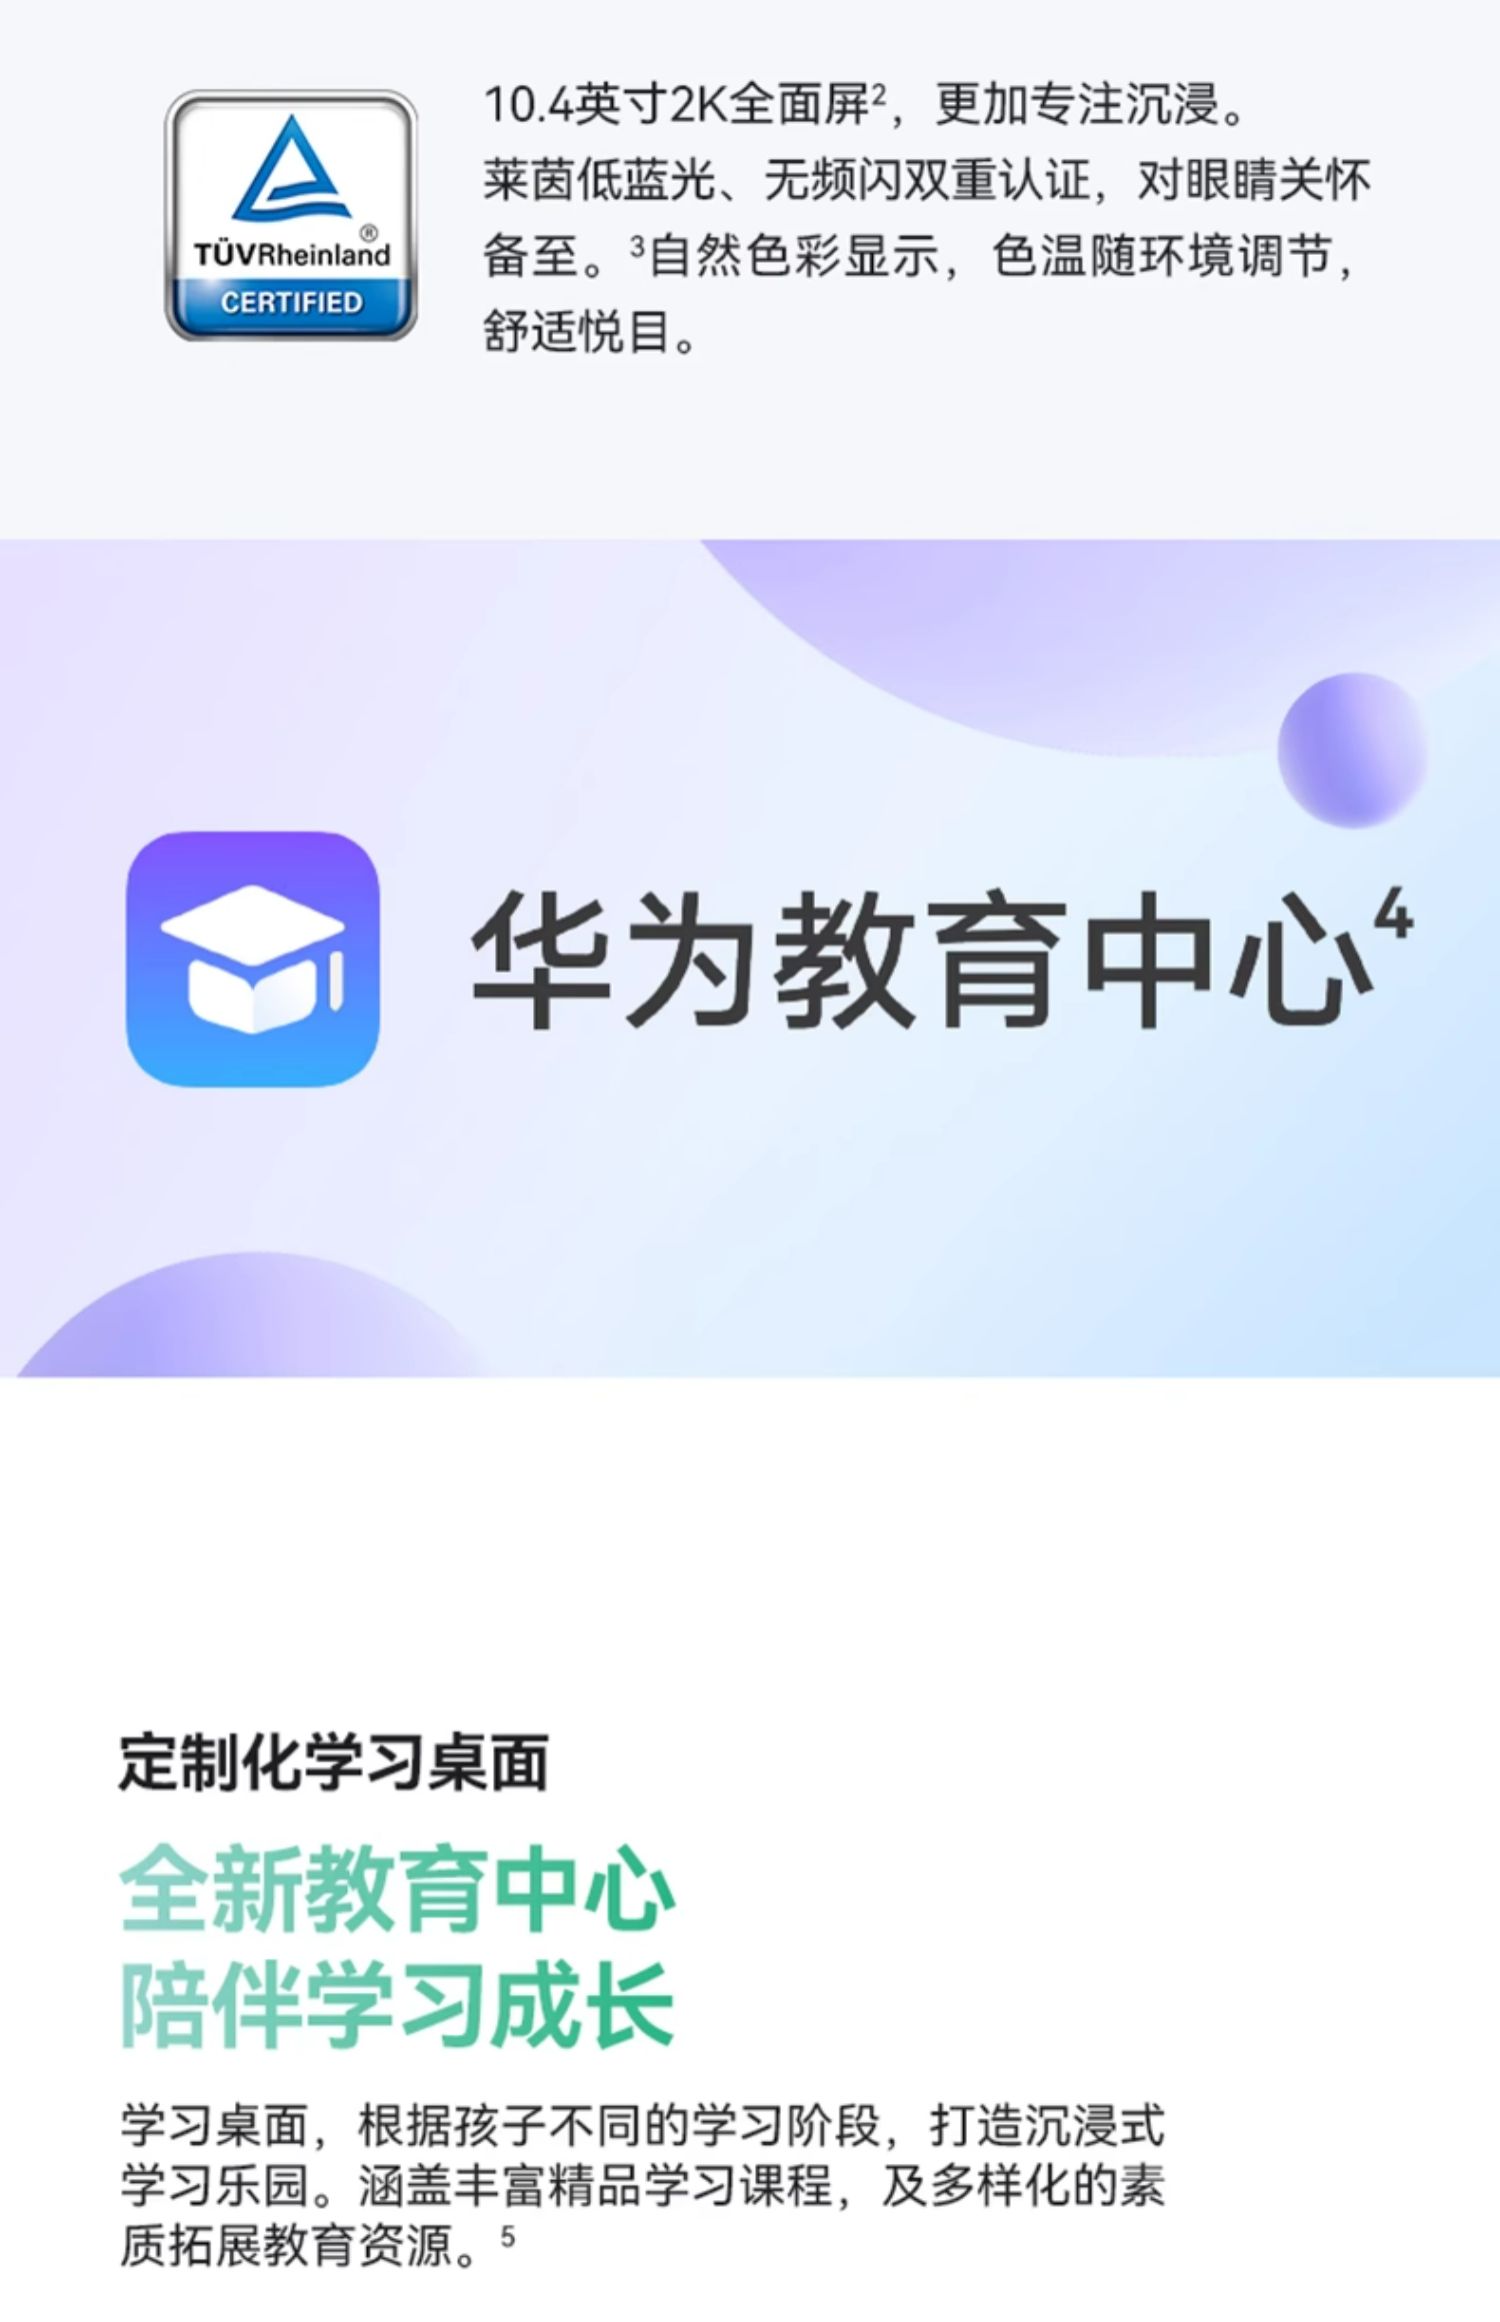 TÜVRheinland®
CERTIFIED
10.4英寸2K全面屏²，更加专注沉浸。
莱茵低蓝光、无频闪双重认证，对眼睛关怀
备至。³自然色彩显示，色温随环境调节，
舒适悦目。
华为教育中心⁴
定制化学习桌面
全新教育中心
陪伴学习成长
学习桌面，根据孩子不同的学习阶段，打造沉浸式
学习乐园。涵盖丰富精品学习课程，及多样化的素
质拓展教育资源。⁵